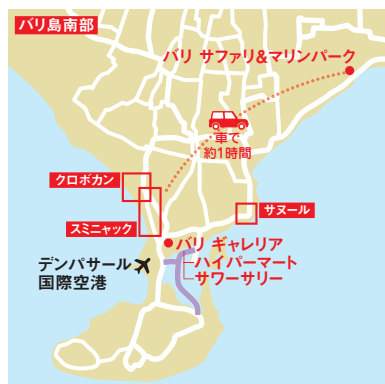 バリ島南部
バリ サファリ&マリンパーク
車で
約1時間
クロボカン
スミニャック
サヌール
バリ ギャレリア
ハイパーマート
サワーサリー
デンパサール
国際空港